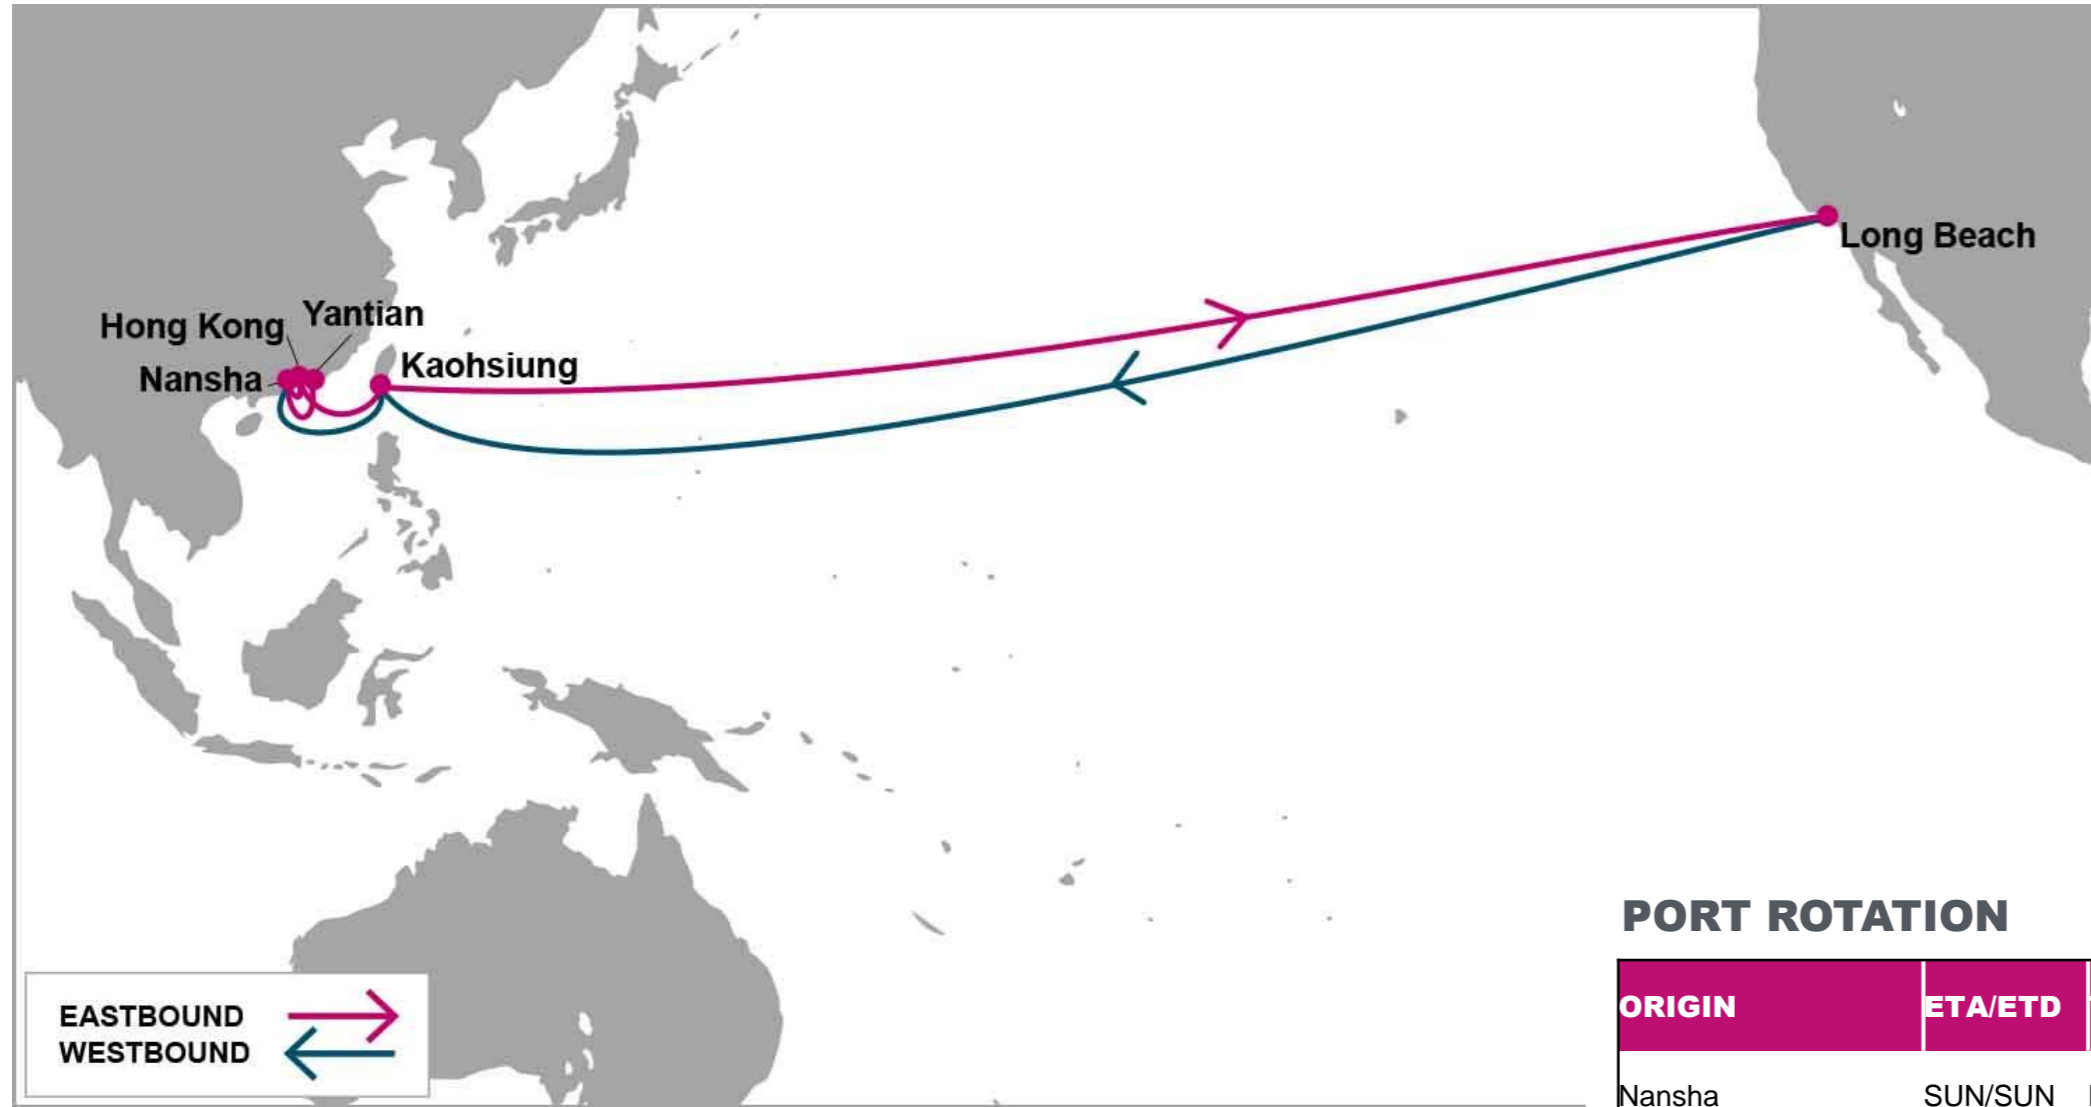 Long Beach
Yantian
Hong Kong
Kaohsiung
Nansha
PORT ROTATION
ORIGIN ETA/ETD
EASTBOUND
WESTBOUND
Nansha SUN/SUN